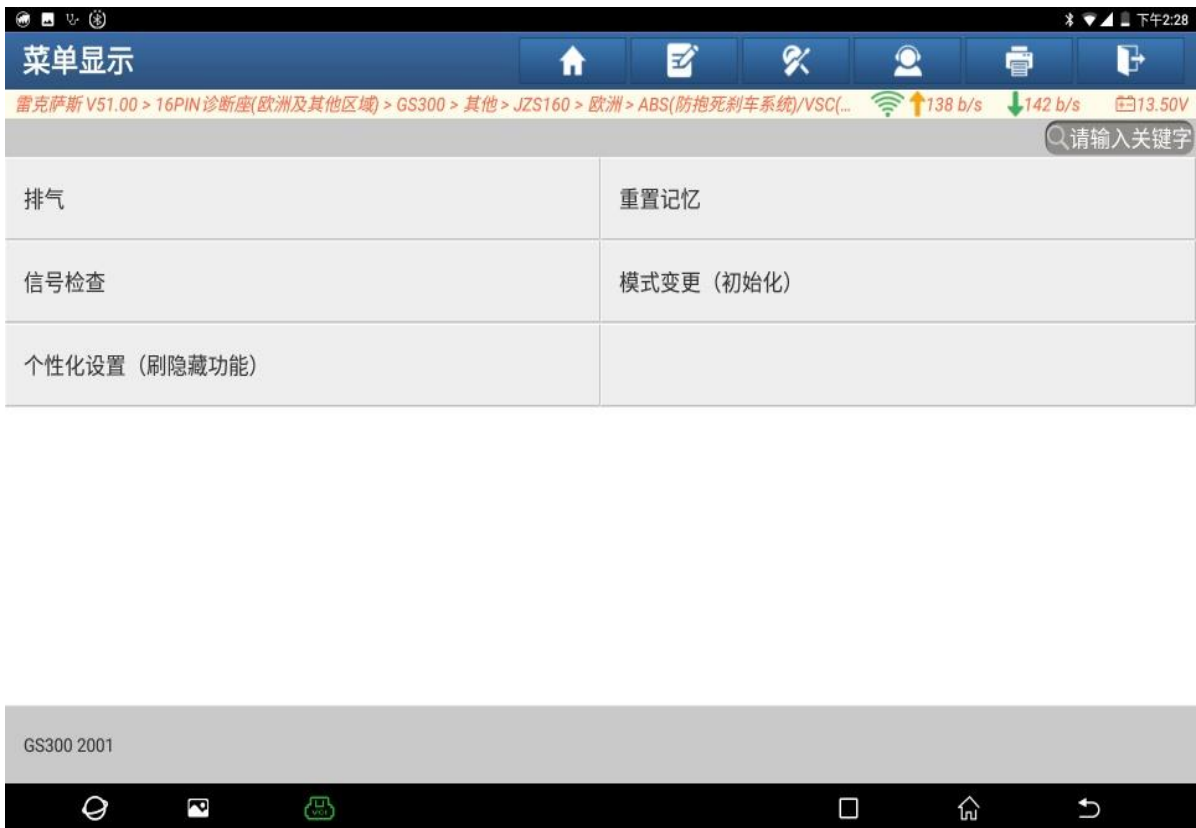 下午2:28
菜单显示
雷克萨斯 V51.00 > 16PIN诊断座(欧洲及其他区域) > GS300 > 其他 > JZS160 > 欧洲 > ABS(防抱死刹车系统)/VSC(... 138 b/s 142 b/s 13.50V
请输入关键字
排气 重置记忆
信号检查 模式变更（初始化）
个性化设置（刷隐藏功能）
GS300 2001
VCI